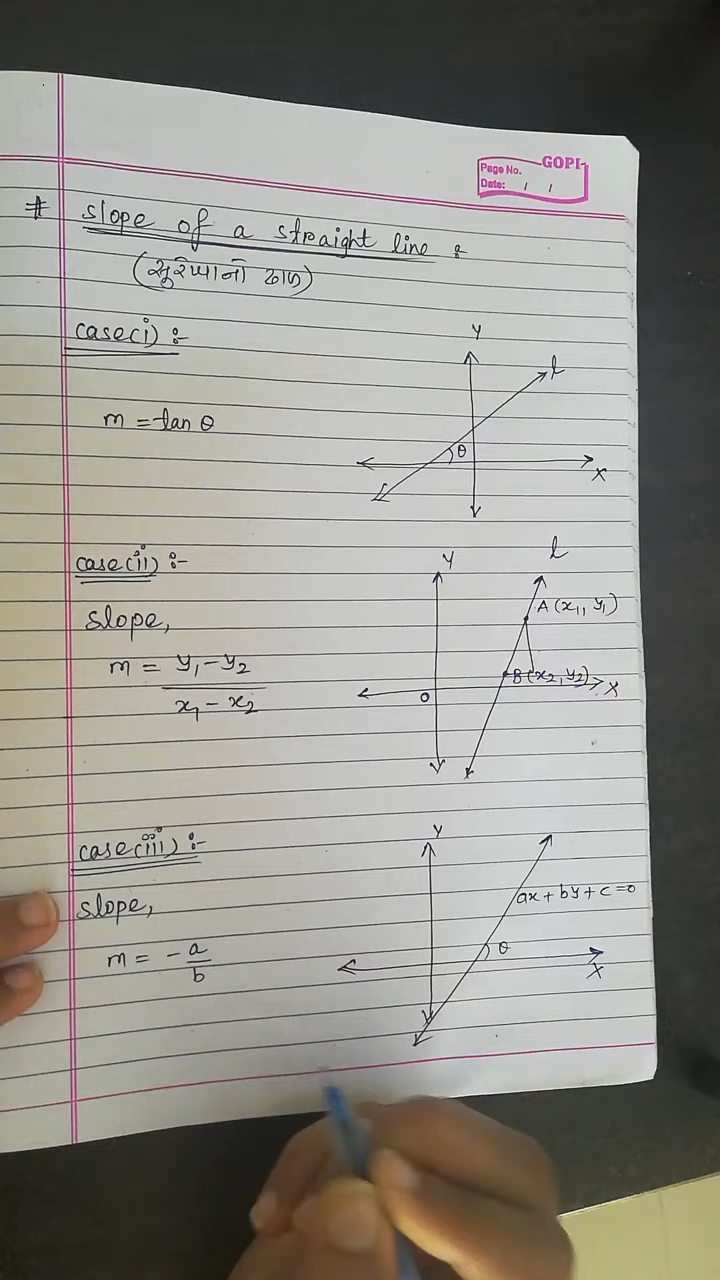 GOPI
Page No.
Date: / /
# slope of a straight line :
(सुरेषानो ढाण)
case(i) :-
m = tan θ
Y
l
θ
X
case(ii) :-
slope,
m = y₁ - y₂
x₁ - x₂
Y
l
A (x₁, y₁)
B(x₂, y₂)
X
O
case(iii) :-
slope,
m = - a
b
Y
ax + by + c = 0
θ
X